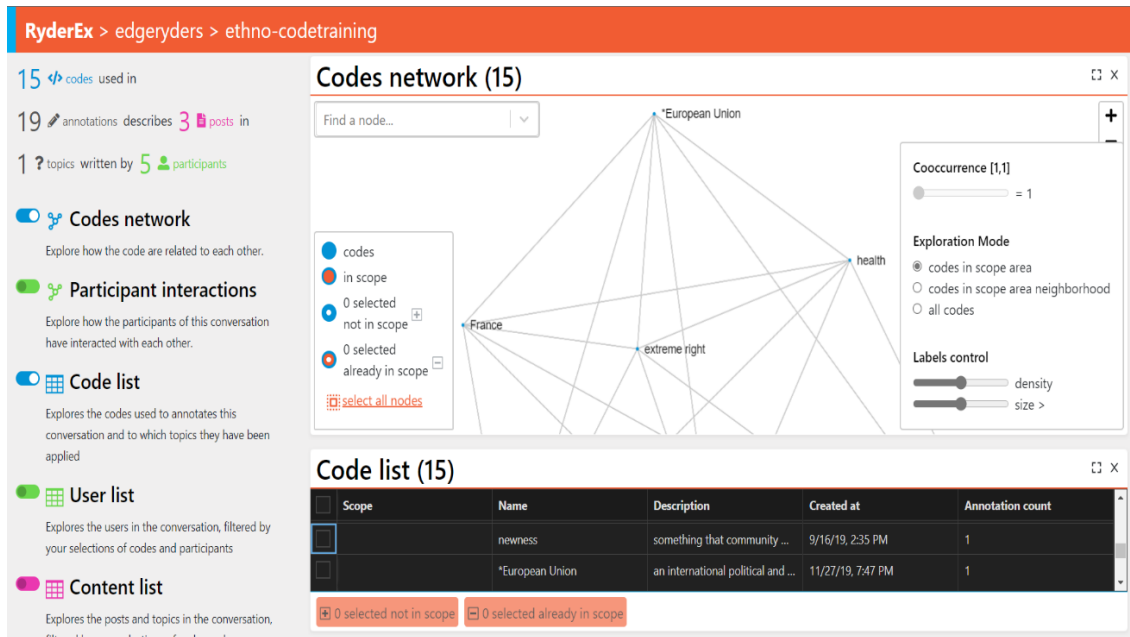 RyderEx > edgeryders > ethno-codetraining
15 </> codes used in
19 annotations describes 3 posts in
1 ? topics written by 5 participants
Codes network
Explore how the code are related to each other.
Participant interactions
Explore how the participants of this conversation
have interacted with each other.
Code list
Explores the codes used to annotates this
conversation and to which topics they have been
applied
User list
Explores the users in the conversation, filtered by
your selections of codes and participants
Content list
Explores the posts and topics in the conversation,
Codes network (15)
X
Find a node...
*European Union
health
France
extreme right
codes
in scope
0 selected
not in scope
0 selected
already in scope
select all nodes
+
Cooccurrence [1,1]
= 1
Exploration Mode
codes in scope area
codes in scope area neighborhood
all codes
Labels control
density
size >
Code list (15)
X
Scope Name Description Created at Annotation count
newness something that community ... 9/16/19, 2:35 PM 1
*European Union an international political and ... 11/27/19, 7:47 PM 1
0 selected not in scope 0 selected already in scope